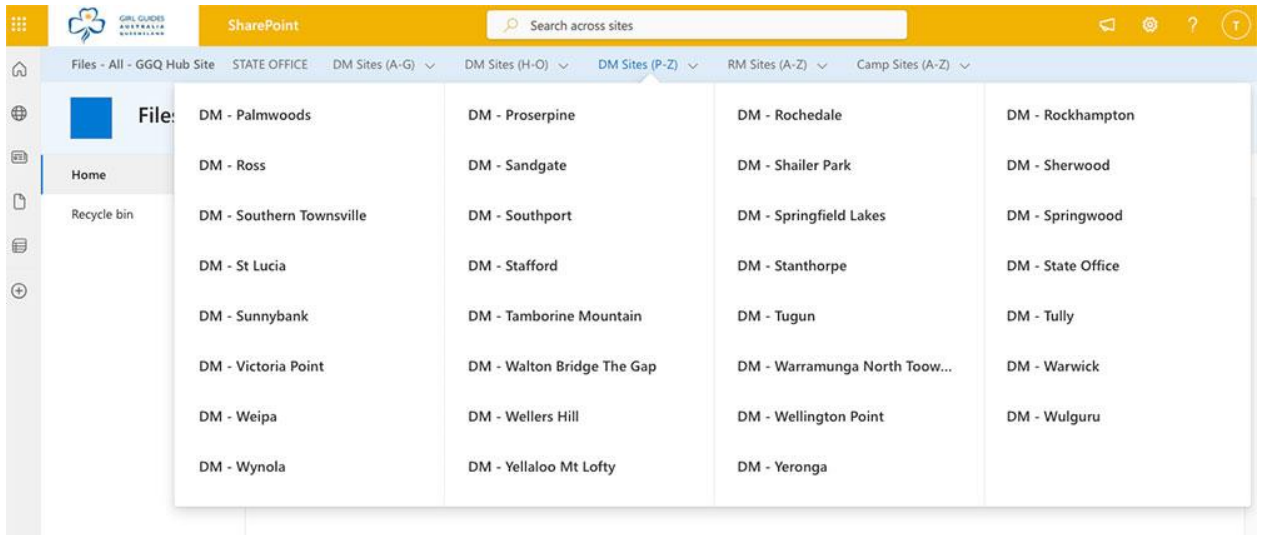 GIRL GUIDES
AUSTRALIA
QUEENSLAND
SharePoint
Search across sites
?
T
Files - All - GGQ Hub Site STATE OFFICE DM Sites (A-G) DM Sites (H-O) DM Sites (P-Z) RM Sites (A-Z) Camp Sites (A-Z)
Files
Home
Recycle bin
DM - Palmwoods DM - Proserpine DM - Rochedale DM - Rockhampton
DM - Ross DM - Sandgate DM - Shailer Park DM - Sherwood
DM - Southern Townsville DM - Southport DM - Springfield Lakes DM - Springwood
DM - St Lucia DM - Stafford DM - Stanthorpe DM - State Office
DM - Sunnybank DM - Tamborine Mountain DM - Tugun DM - Tully
DM - Victoria Point DM - Walton Bridge The Gap DM - Warramunga North Toow... DM - Warwick
DM - Weipa DM - Wellers Hill DM - Wellington Point DM - Wulguru
DM - Wynola DM - Yellaloo Mt Lofty DM - Yeronga